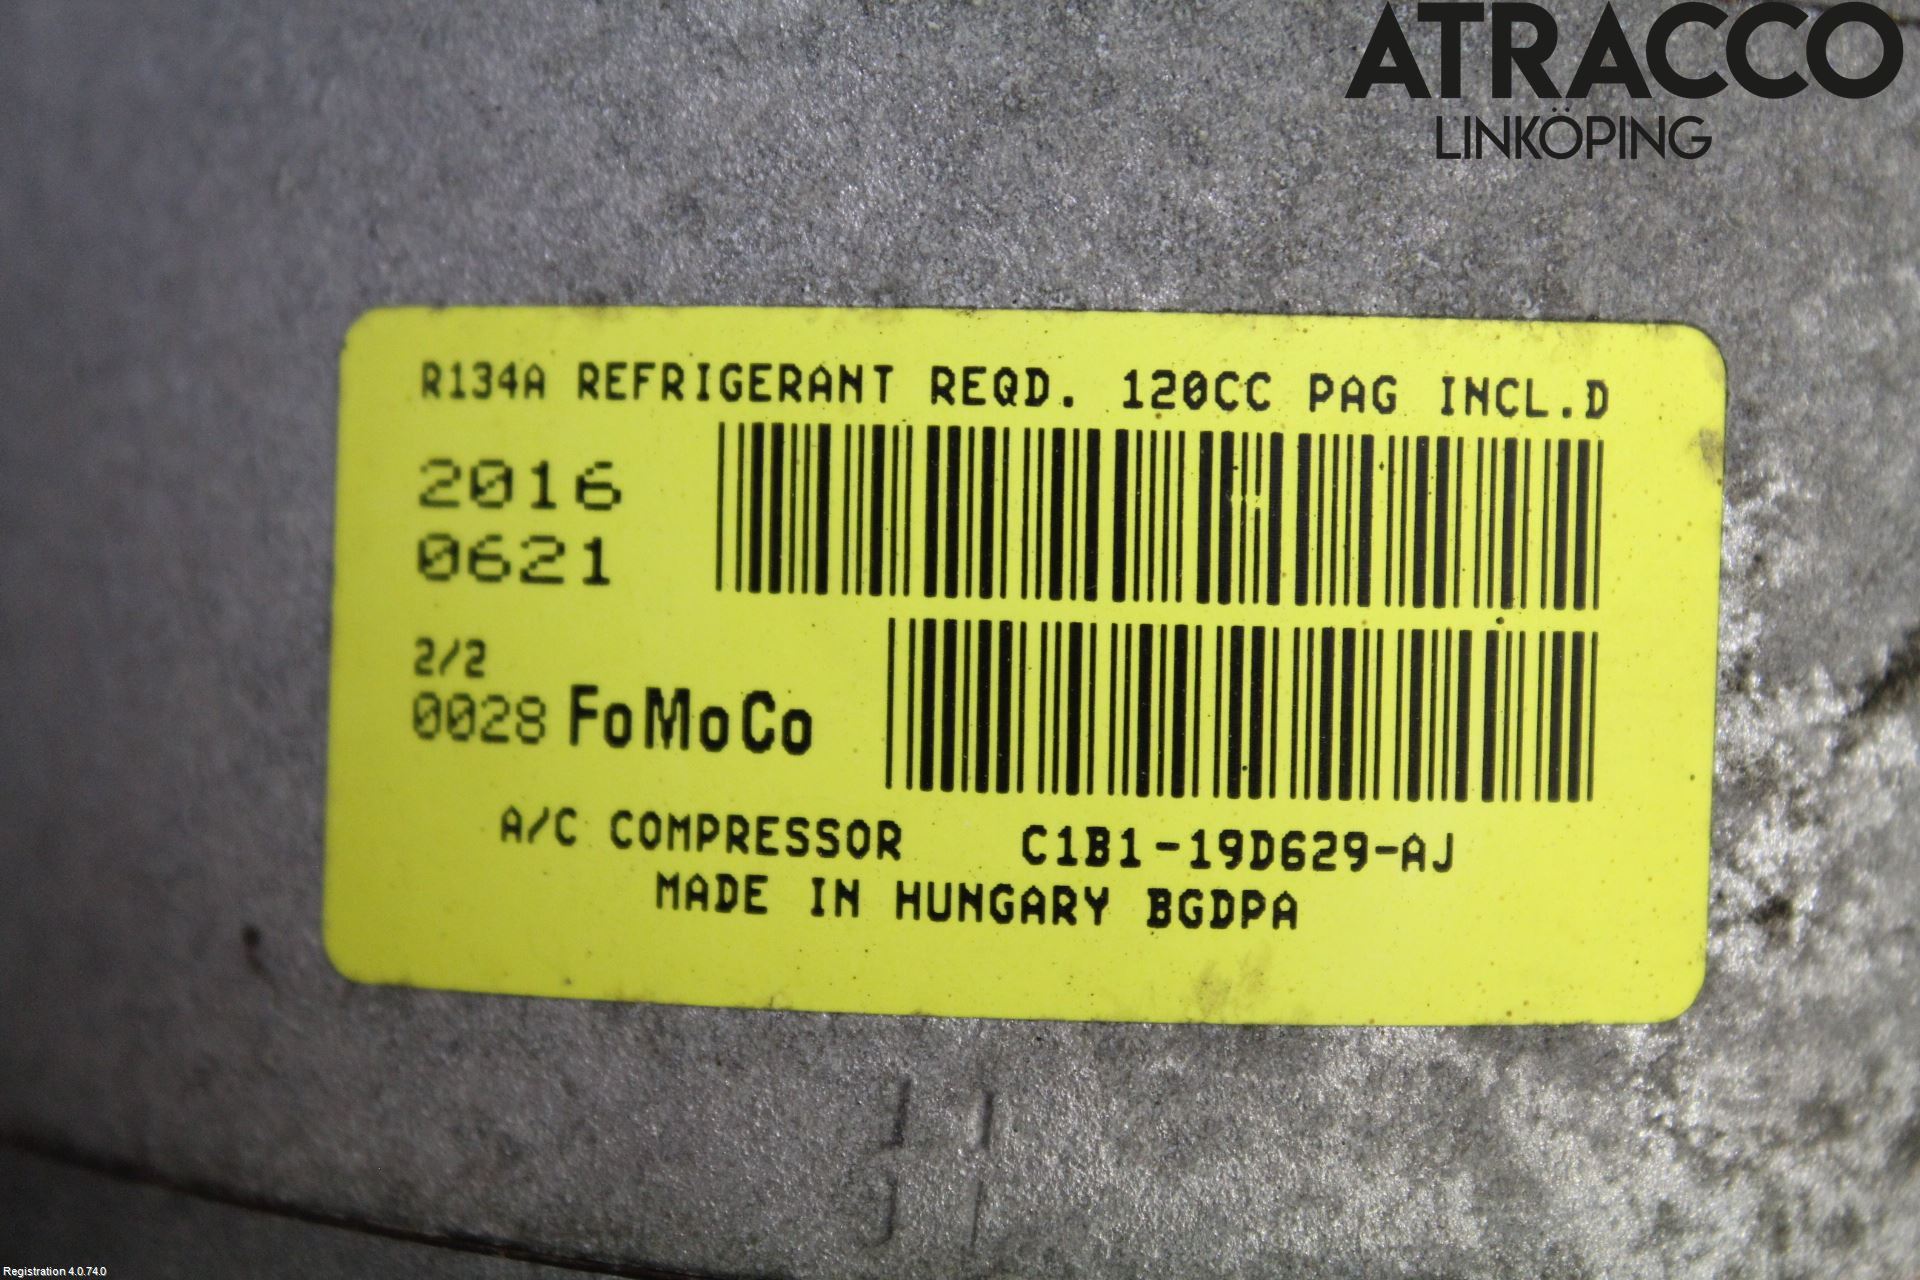 ATRACCO
LINKÖPING
R134A REFRIGERANT REQD. 120CC PAG INCL.D
2016
0621
2/2
0028 FoMoCo
A/C COMPRESSOR C1B1-19D629-AJ
MADE IN HUNGARY BGDPA
Registration 4.0.74.0